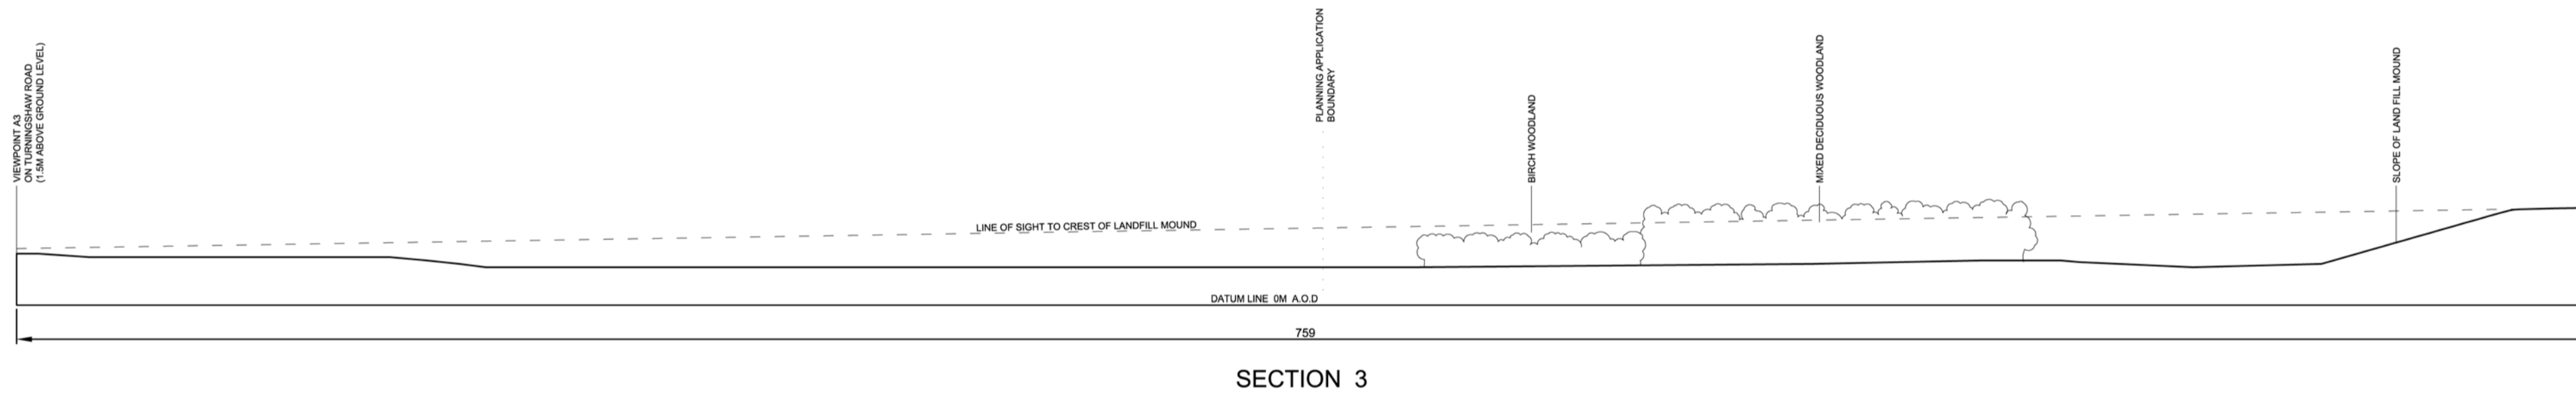 VIEWPOINT A3
ON TURNINGSHAW ROAD
(1.5M ABOVE GROUND LEVEL)
LINE OF SIGHT TO CREST OF LANDFILL MOUND
PLANNING APPLICATION
BOUNDARY
BIRCH WOODLAND
MIXED DECIDUOUS WOODLAND
SLOPE OF LAND FILL MOUND
DATUM LINE 0M A.O.D
759
SECTION 3